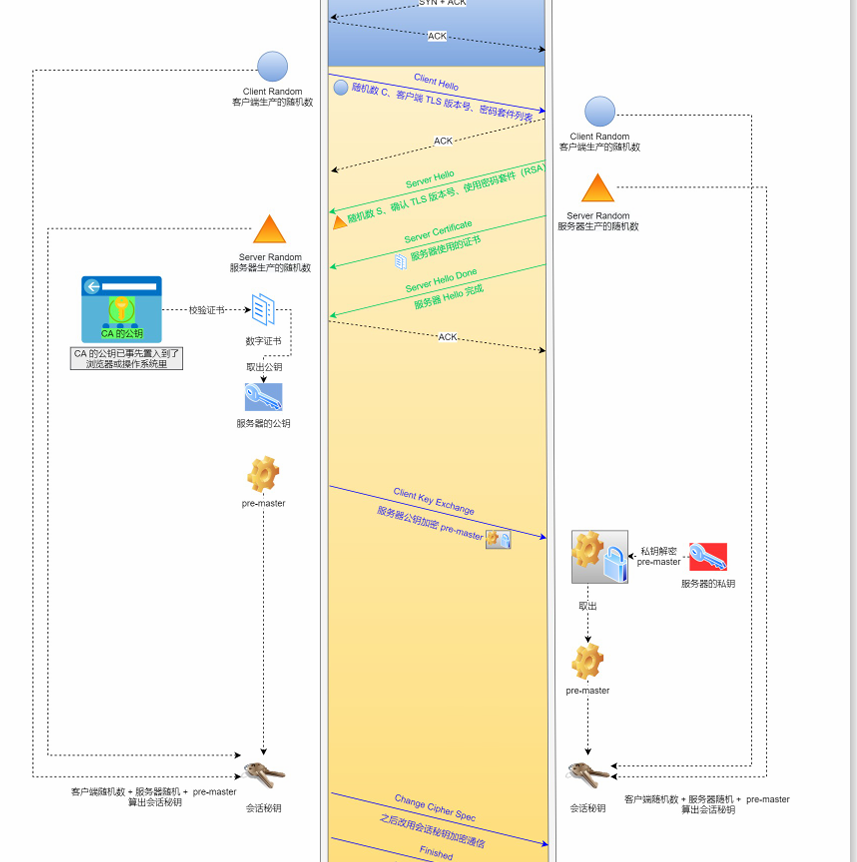 SYN + ACK
ACK
Client Random
客户端生产的随机数
Client Hello
随机数 C、客户端 TLS 版本号、密码套件列表
Client Random
客户端生产的随机数
ACK
Server Hello
随机数 S、确认 TLS 版本号、使用密码套件（RSA）
Server Random
服务器生产的随机数
Server Random
服务器生产的随机数
Server Certificate
服务器使用的证书
Server Hello Done
服务器 Hello 完成
CA 的公钥
校验证书
数字证书
ACK
CA 的公钥已事先置入到了
浏览器或操作系统里
取出公钥
服务器的公钥
pre-master
Client Key Exchange
服务器公钥加密 pre-master
私钥解密
pre-master
服务器的私钥
取出
pre-master
客户端随机数 + 服务器随机 + pre-master
算出会话秘钥
会话秘钥
会话秘钥
客户端随机数 + 服务器随机 + pre-master
算出会话秘钥
Change Cipher Spec
之后改用会话秘钥加密通信
Finished